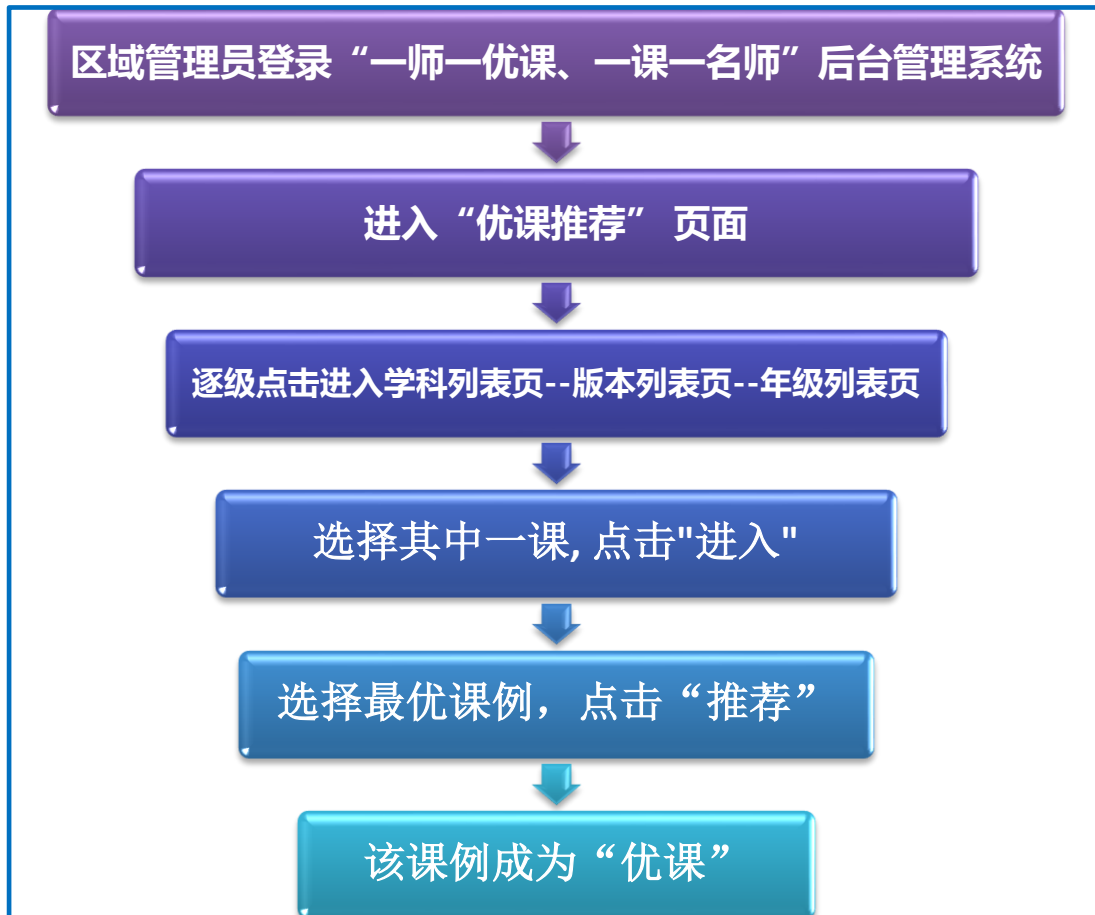 区域管理员登录“一师一优课、一课一名师”后台管理系统
进入“优课推荐” 页面
逐级点击进入学科列表页--版本列表页--年级列表页
选择其中一课, 点击"进入"
选择最优课例，点击“推荐”
该课例成为“优课”